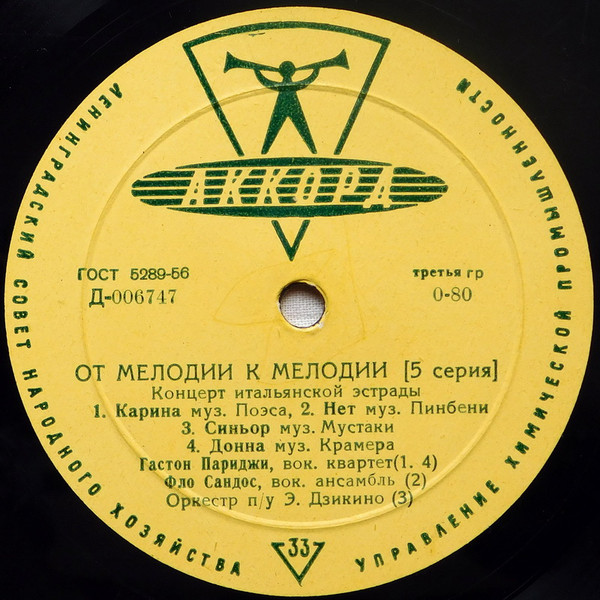 АККОРД
ЛЕНИНГРАДСКИЙ СОВЕТ НАРОДНОГО ХОЗЯЙСТВА
УПРАВЛЕНИЕ ХИМИЧЕСКОЙ ПРОМЫШЛЕННОСТИ
ГОСТ 5289-56
Д-006747
третья гр
0-80
ОТ МЕЛОДИИ К МЕЛОДИИ [5 серия]
Концерт итальянской эстрады
1. Карина муз. Поэса, 2. Нет муз. Пинбени
3. Синьор муз. Мустаки
4. Донна муз. Крамера
Гастон Париджи, вок. квартет(1. 4)
Фло Сандос, вок. ансамбль (2)
Оркестр п/у Э. Дзикино (3)
33